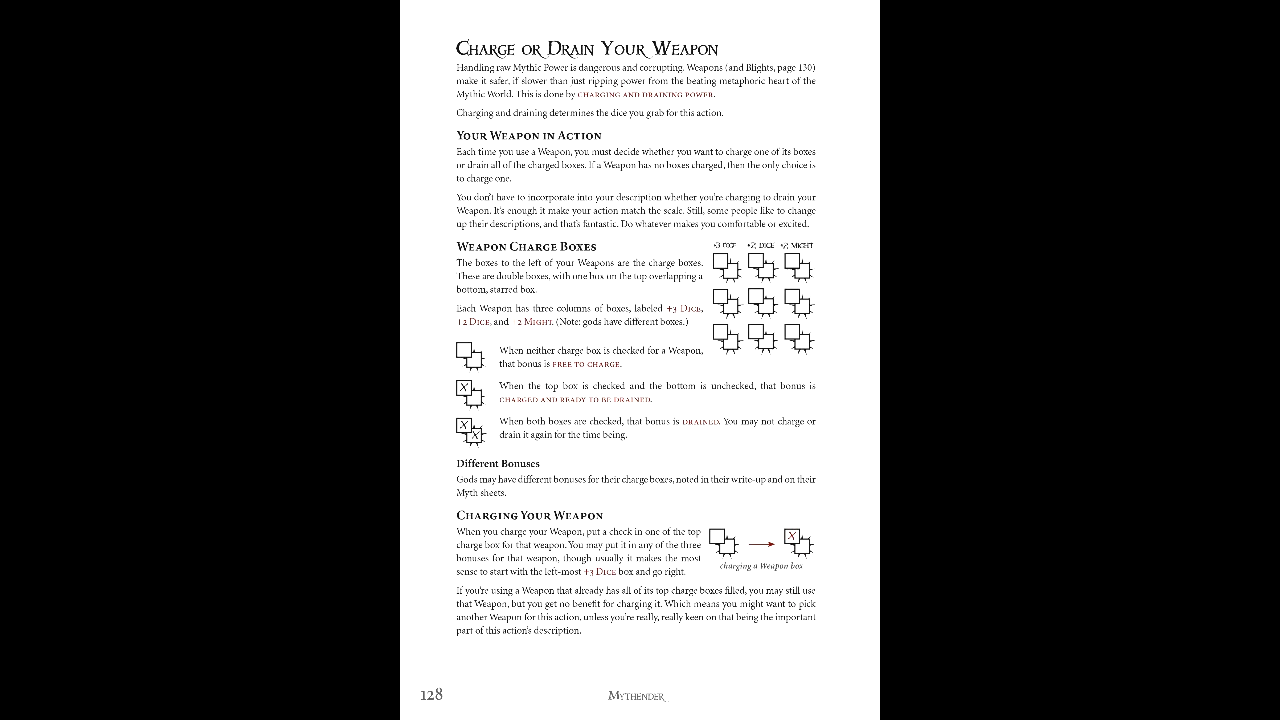 Charge or Drain Your Weapon
Handling raw Mythic Power is dangerous and corrupting. Weapons (and Blights, page 130)
make it safer, if slower than just ripping power from the beating metaphoric heart of the
Mythic World. This is done by charging and draining power.
Charging and draining determines the dice you grab for this action.
Your Weapon in Action
Each time you use a Weapon, you must decide whether you want to charge one of its boxes
or drain all of the charged boxes. If a Weapon has no boxes charged, then the only choice is
to charge one.
You don't have to incorporate into your description whether you're charging to drain your
Weapon. It's enough it make your action match the scale. Still, some people like to change
up their descriptions, and that's fantastic. Do whatever makes you comfortable or excited.
Weapon Charge Boxes
The boxes to the left of your Weapons are the charge boxes.
These are double boxes, with one box on the top overlapping a
bottom, starred box.
Each Weapon has three columns of boxes, labeled +3 Dice,
+2 Dice, and +2 Might. (Note: gods have different boxes.)
+2 Dice +2 Might
When neither charge box is checked for a Weapon,
that bonus is free to charge.
X
When the top box is checked and the bottom is unchecked, that bonus is
charged and ready to be drained.
X
X
When both boxes are checked, that bonus is drained. You may not charge or
drain it again for the time being.
Different Bonuses
Gods may have different bonuses for their charge boxes, noted in their write-up and on their
Myth sheets.
Charging Your Weapon
When you charge your Weapon, put a check in one of the top
charge box for that weapon. You may put it in any of the three
bonuses for that weapon, though usually it makes the most
sense to start with the left-most +3 Dice box and go right.
X
charging a Weapon box
If you're using a Weapon that already has all of its top charge boxes filled, you may still use
that Weapon, but you get no benefit for charging it. Which means you might want to pick
another Weapon for this action, unless you're really, really keen on that being the important
part of this action's description.
128
Mythender